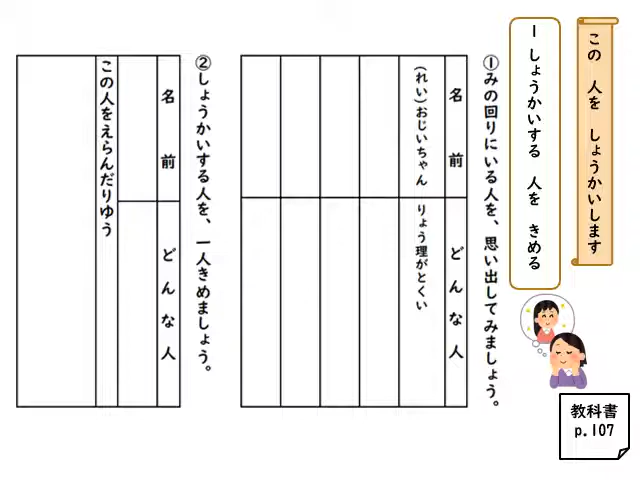 この 人を しょうかいします
1 しょうかいする 人を きめる
①みの回りにいる人を、思い出してみましょう。
名前 どんな人
(れい)おじいちゃん りょう理がとくい
②しょうかいする人を、一人きめましょう。
名前 どんな人
この人をえらんだりゆう
教科書
p.107